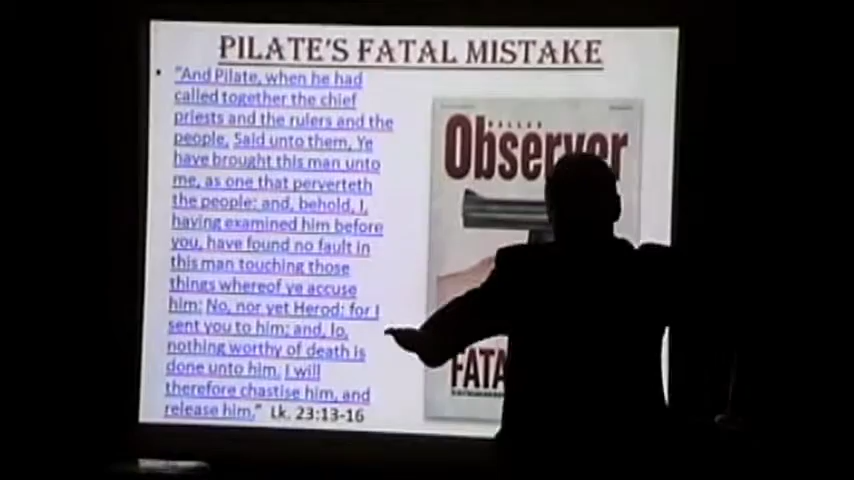 PILATE'S FATAL MISTAKE
• "And Pilate, when he had
called together the chief
priests and the rulers and the
people, Said unto them, Ye
have brought this man unto
me, as one that perverteth
the people: and, behold, I,
having examined him before
you, have found no fault in
this man touching those
things whereof ye accuse
him: No, nor yet Herod: for I
sent you to him; and, lo,
nothing worthy of death is
done unto him. I will
therefore chastise him, and
release him." Lk. 23:13-16
DALLAS
Observer